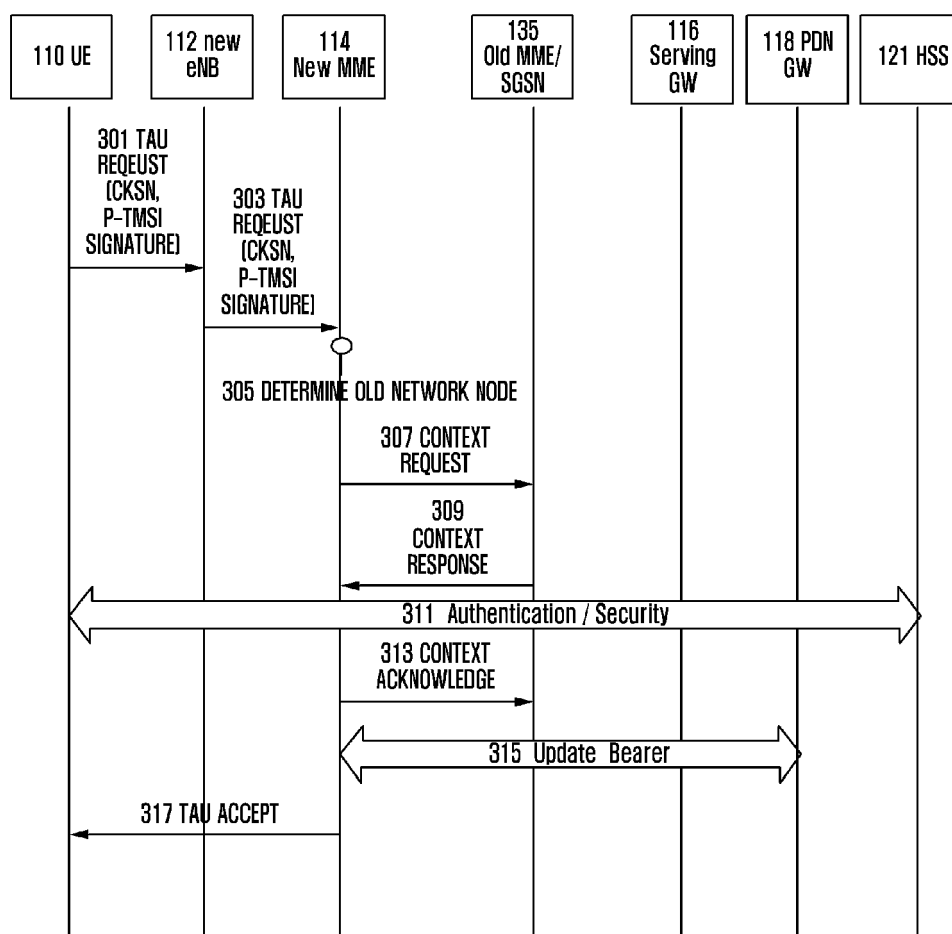 110 UE
112 new
eNB
114
New MME
135
Old MME/
SGSN
116
Serving
GW
118 PDN
GW
121 HSS
301 TAU
REQEUST
(CKSN,
P-TMSI
SIGNATURE)
303 TAU
REQEUST
(CKSN,
P-TMSI
SIGNATURE)
305 DETERMINE OLD NETWORK NODE
307 CONTEXT
REQUEST
309
CONTEXT
RESPONSE
311 Authentication / Security
313 CONTEXT
ACKNOWLEDGE
315 Update Bearer
317 TAU ACCEPT